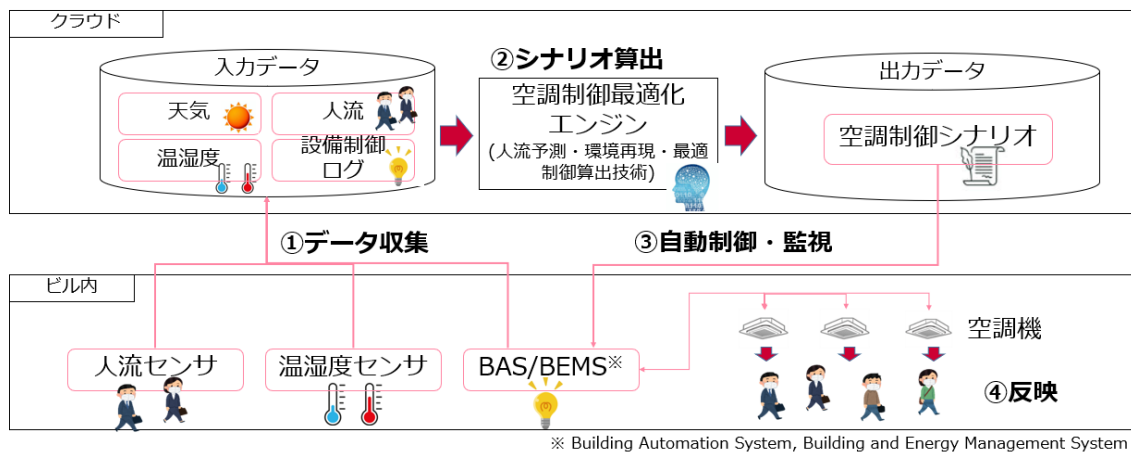 クラウド
入力データ
天気
人流
温湿度
設備制御
ログ
②シナリオ算出
空調制御最適化
エンジン
(人流予測・環境再現・最適
制御算出技術)
出力データ
空調制御シナリオ
①データ収集
③自動制御・監視
ビル内
人流センサ
温湿度センサ
BAS/BEMS※
空調機
④反映
※ Building Automation System, Building and Energy Management System